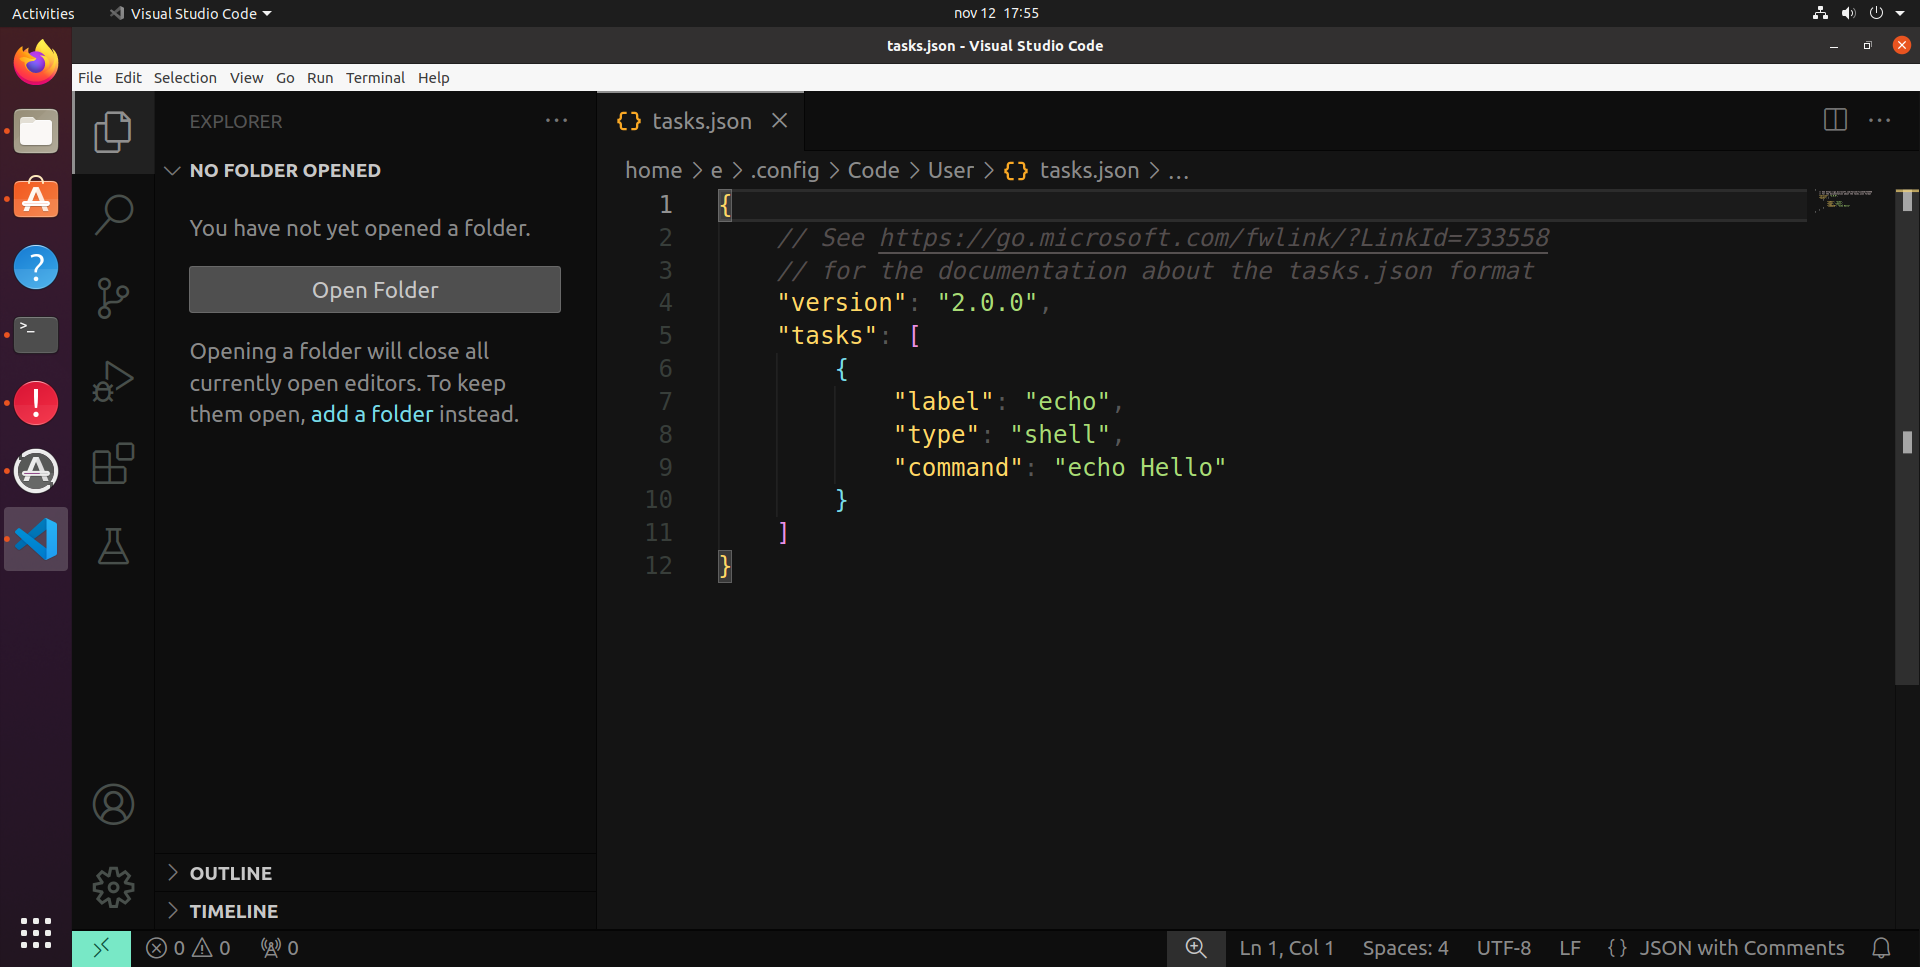 Activities Visual Studio Code nov 12 17:55
tasks.json - Visual Studio Code
File Edit Selection View Go Run Terminal Help
EXPLORER
NO FOLDER OPENED
You have not yet opened a folder.
Open Folder
Opening a folder will close all
currently open editors. To keep
them open, add a folder instead.
OUTLINE
TIMELINE
tasks.json
home > e > .config > Code > User > {} tasks.json > ...
1 {
2 // See https://go.microsoft.com/fwlink/?LinkId=733558
3 // for the documentation about the tasks.json format
4 "version": "2.0.0",
5 "tasks": [
6 {
7 "label": "echo",
8 "type": "shell",
9 "command": "echo Hello"
10 }
11 ]
12 }
0 0 0 Ln 1, Col 1 Spaces: 4 UTF-8 LF {} JSON with Comments